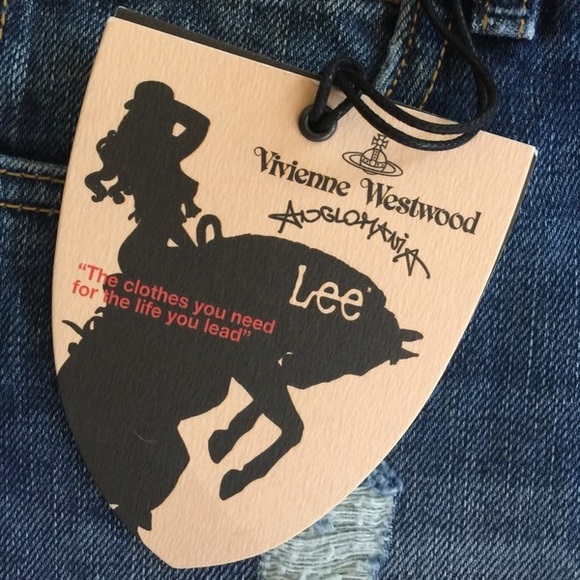 Vivienne Westwood
ANGLOMANIA
Lee
“The clothes you need
for the life you lead”